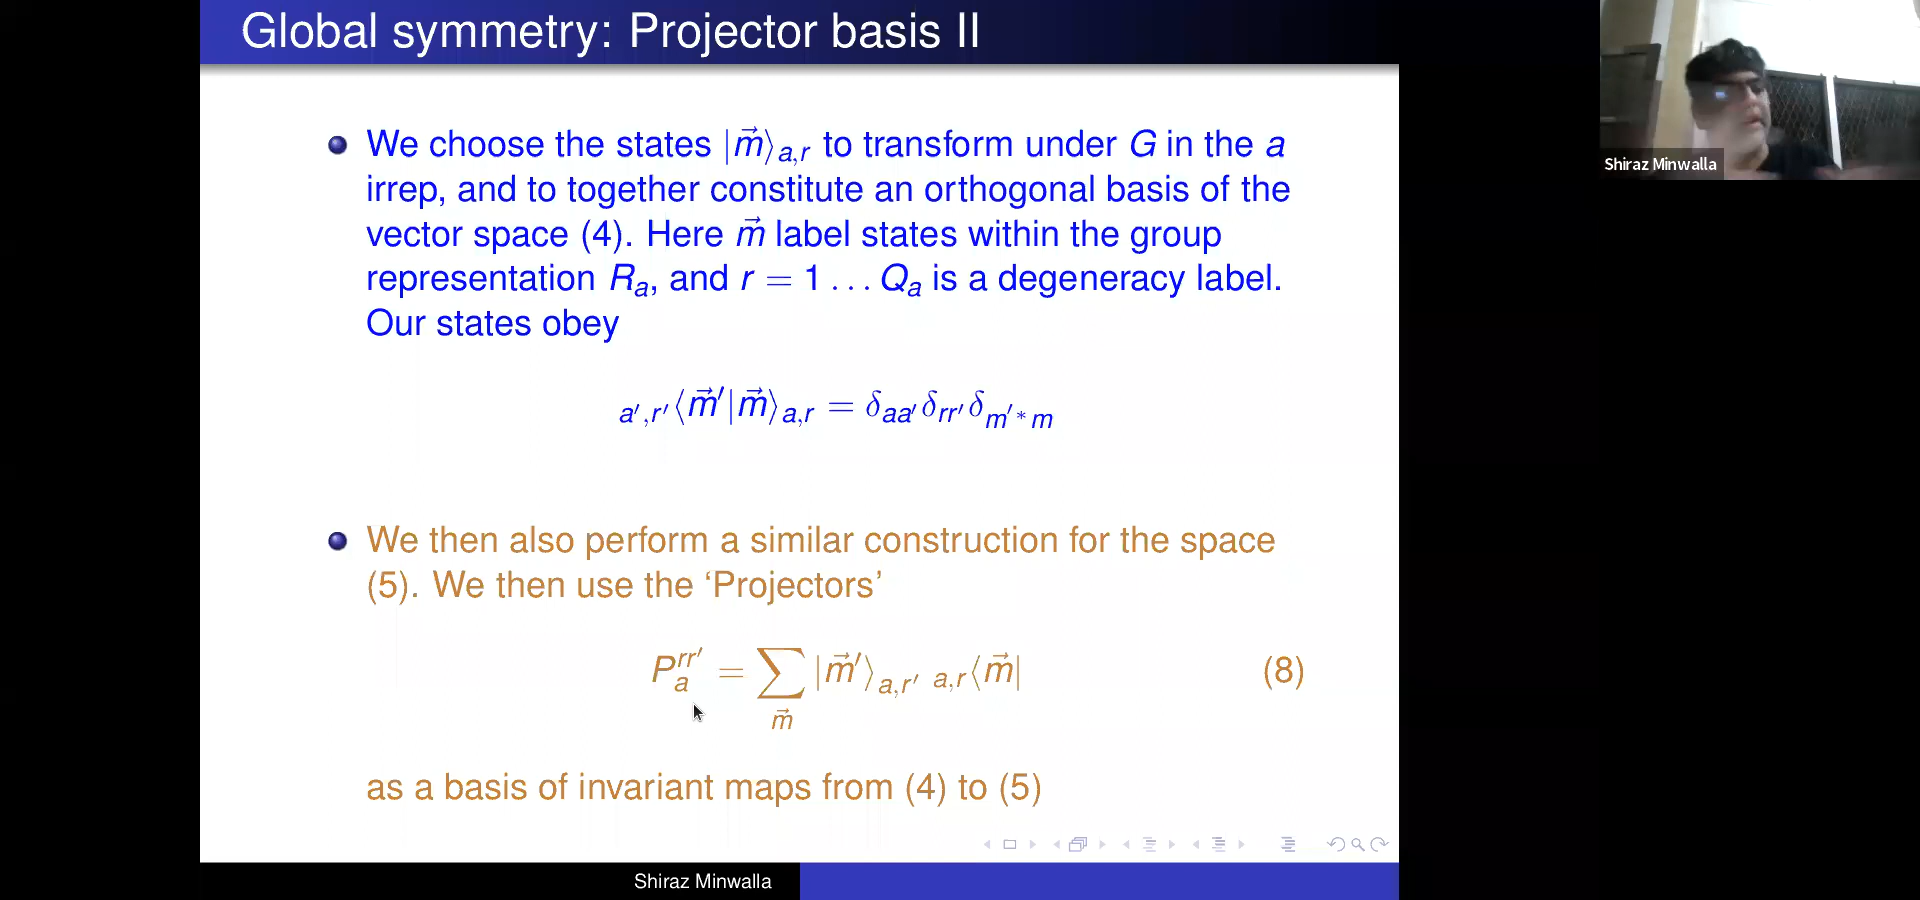 Global symmetry: Projector basis II
We choose the states |m⃗⟩_{a,r} to transform under G in the a
irrep, and to together constitute an orthogonal basis of the
vector space (4). Here m⃗ label states within the group
representation R_a, and r = 1 … Q_a is a degeneracy label.
Our states obey
_{a′,r′}⟨m⃗′|m⃗⟩_{a,r} = δ_{aa′}δ_{rr′}δ_{m′*m}
We then also perform a similar construction for the space
(5). We then use the ‘Projectors’
P_a^{rr′} = ∑_{m⃗} |m⃗′⟩_{a,r′} _{a,r}⟨m⃗| (8)
as a basis of invariant maps from (4) to (5)
Shiraz Minwalla
Shiraz Minwalla